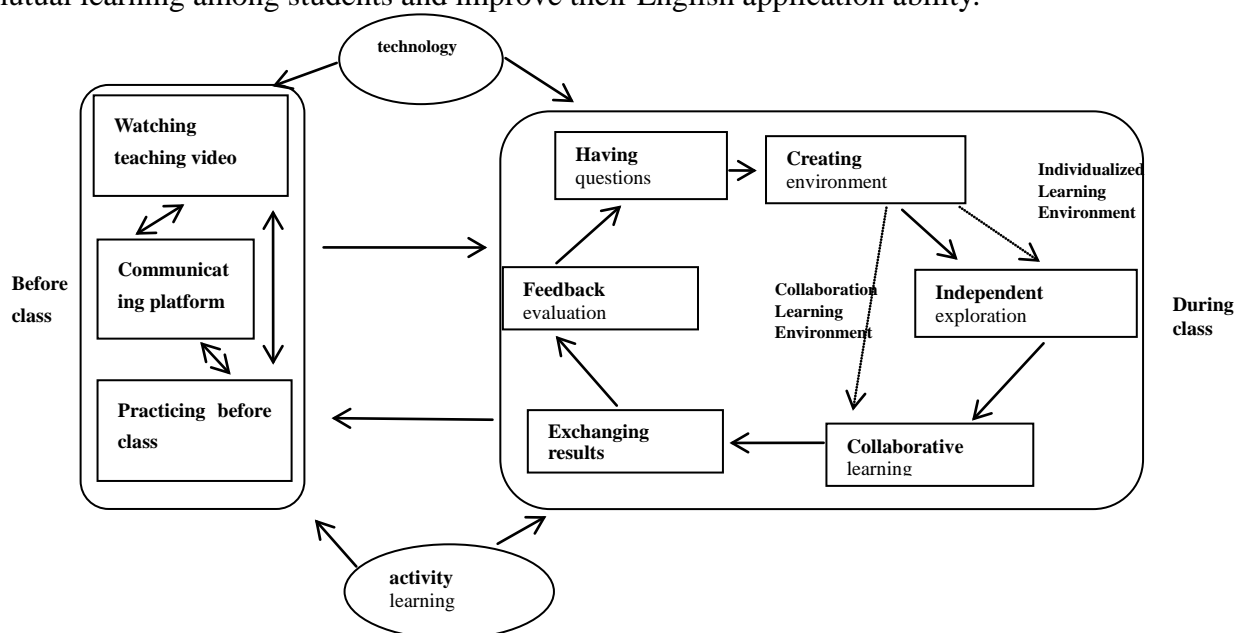 mutual learning among students and improve their English application ability.
technology
Watching
teaching video
Communicat
ing platform
Practicing before
class
Before
class
Having
questions
Creating
environment
Individualized
Learning
Environment
Feedback
evaluation
Collaboration
Learning
Environment
Independent
exploration
During
class
Exchanging
results
Collaborative
learning
activity
learning